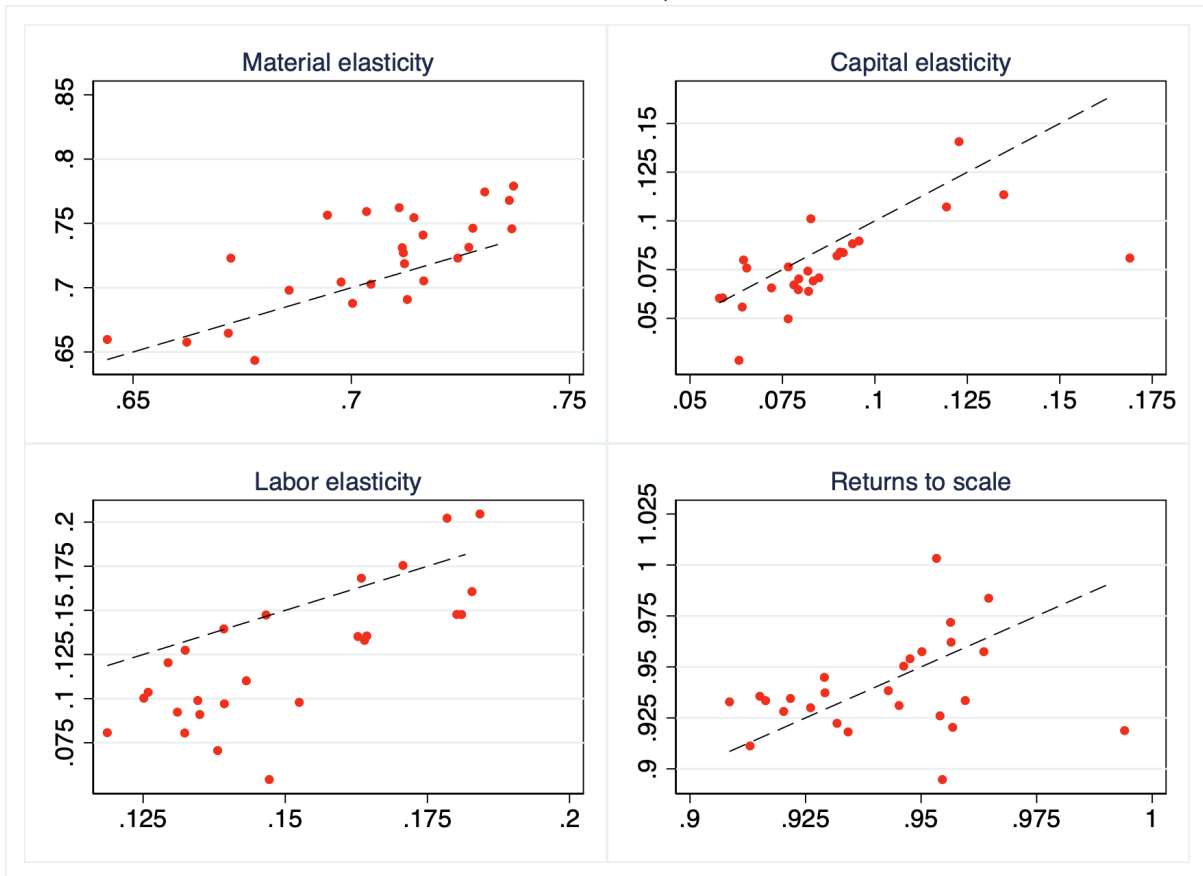 Material elasticity
.85
.8
.75
.7
.65
.65 .7 .75
Capital elasticity
.15
.125
.1
.075
.05
.05 .075 .1 .125 .15 .175
Labor elasticity
.2
.175
.15
.125
.1
.075
.125 .15 .175 .2
Returns to scale
1.025
1
.975
.95
.925
.9
.9 .925 .95 .975 1